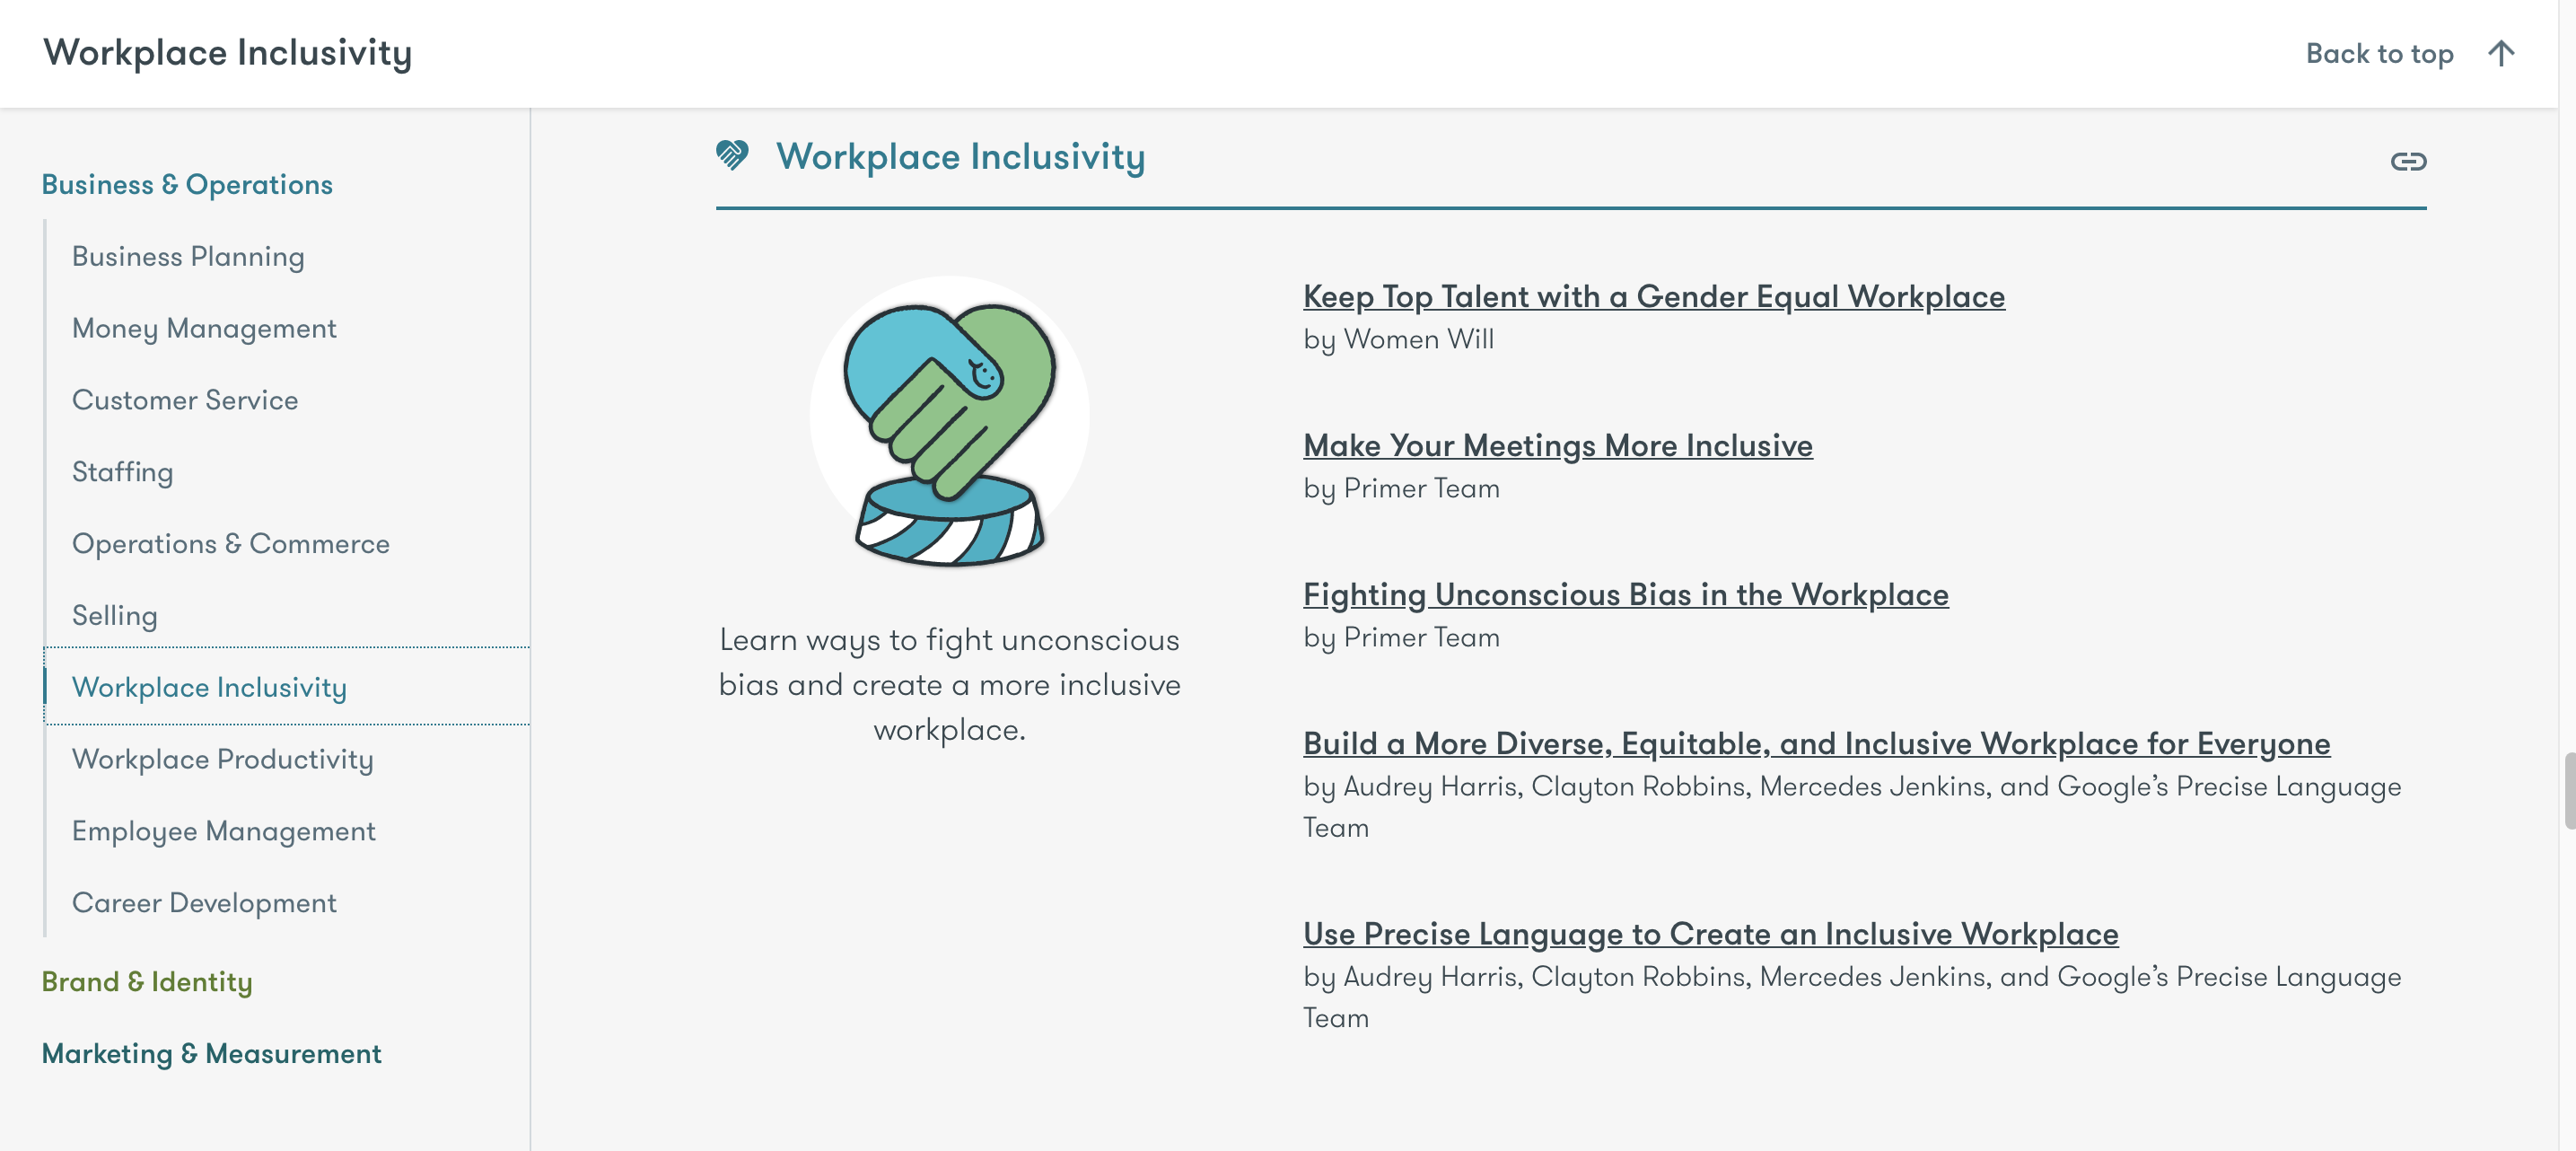 Workplace Inclusivity
Back to top
Business & Operations
Business Planning
Money Management
Customer Service
Staffing
Operations & Commerce
Selling
Workplace Inclusivity
Workplace Productivity
Employee Management
Career Development
Brand & Identity
Marketing & Measurement
Workplace Inclusivity
Learn ways to fight unconscious
bias and create a more inclusive
workplace.
Keep Top Talent with a Gender Equal Workplace
by Women Will
Make Your Meetings More Inclusive
by Primer Team
Fighting Unconscious Bias in the Workplace
by Primer Team
Build a More Diverse, Equitable, and Inclusive Workplace for Everyone
by Audrey Harris, Clayton Robbins, Mercedes Jenkins, and Google’s Precise Language
Team
Use Precise Language to Create an Inclusive Workplace
by Audrey Harris, Clayton Robbins, Mercedes Jenkins, and Google’s Precise Language
Team